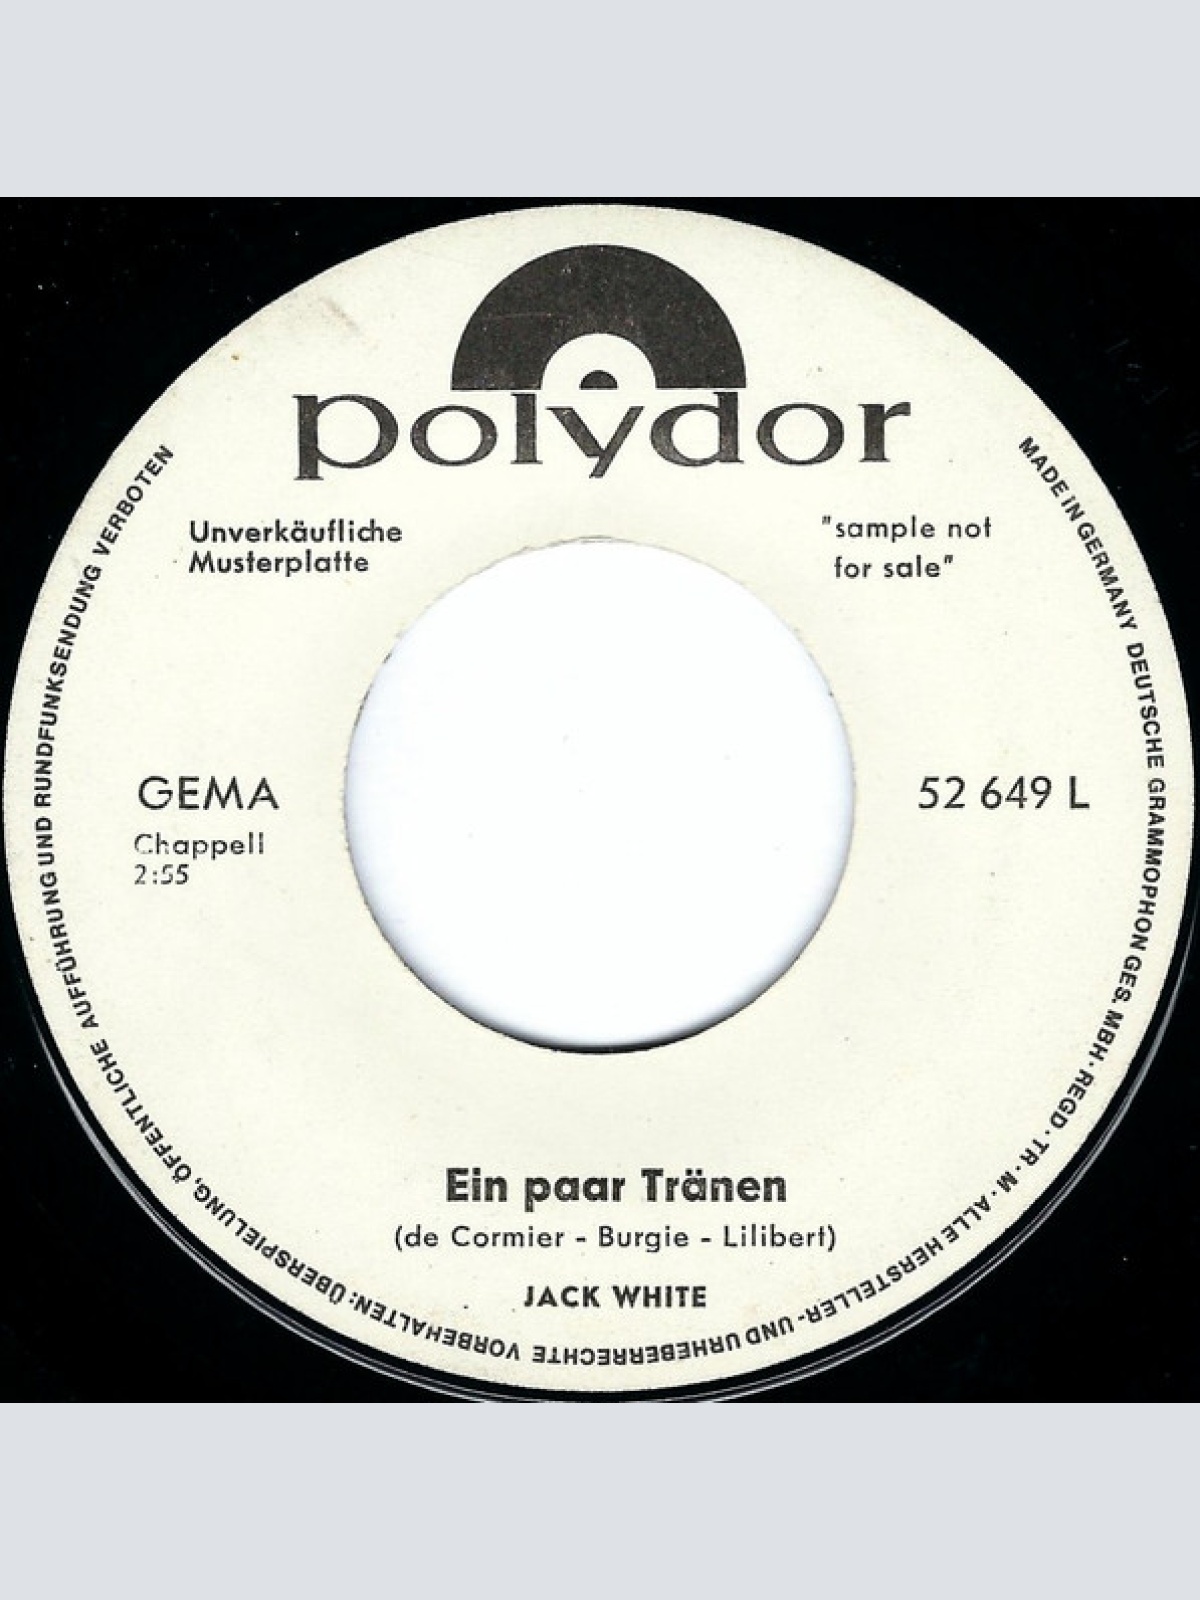 polydor
Unverkäufliche
Musterplatte
"sample not
for sale"
GEMA
Chappell
2:55
52 649 L
Ein paar Tränen
(de Cormier - Burgie - Lilibert)
JACK WHITE
MADE IN GERMANY DEUTSCHE GRAMMOPHON GES. MBH · REGD · TR · M · ALLE HERSTELLER- UND URHEBERRECHTE VORBEHALTEN: ÜBERSPIELUNG, ÖFFENTLICHE AUFFÜHRUNG UND RUNDFUNKSENDUNG VERBOTEN